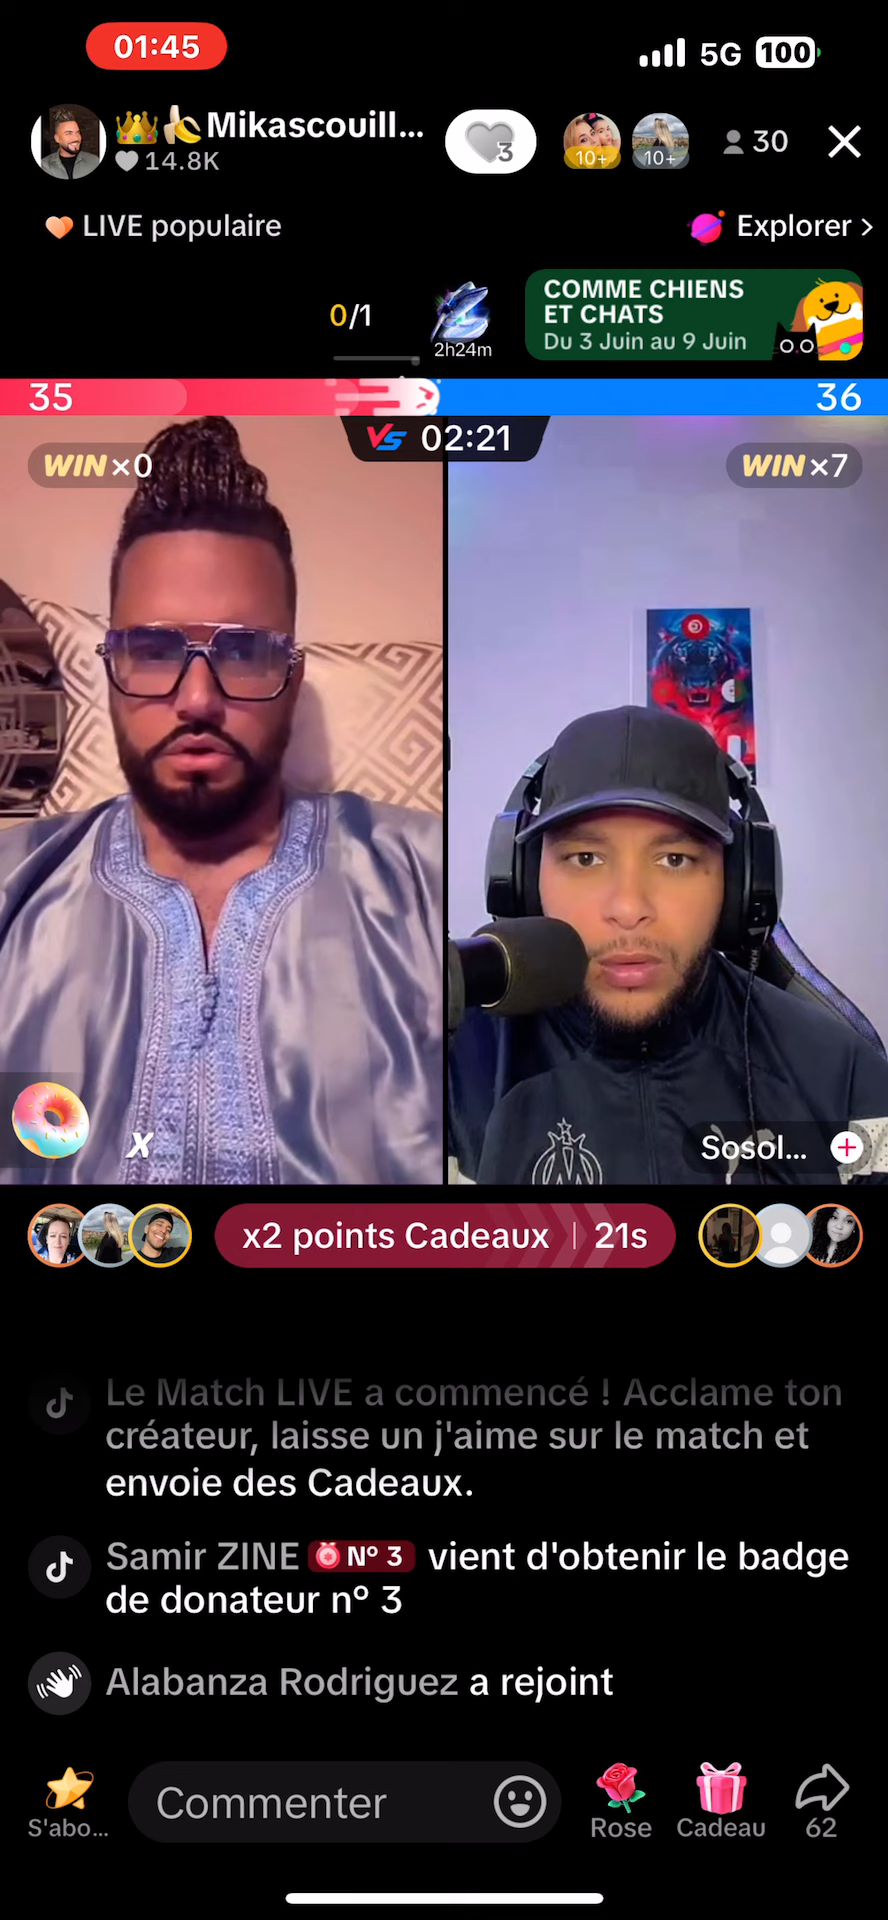 01:45
5G 100
👑🍌Mikascouill...
14.8K
3
10+
10+
30
LIVE populaire
Explorer >
0/1
2h24m
COMME CHIENS
ET CHATS
Du 3 Juin au 9 Juin
35
36
VS 02:21
WIN x0
WIN x7
X
Sosol...
x2 points Cadeaux | 21s
Le Match LIVE a commencé ! Acclame ton
créateur, laisse un j'aime sur le match et
envoie des Cadeaux.
Samir ZINE Nº 3 vient d'obtenir le badge
de donateur nº 3
Alabanza Rodriguez a rejoint
Commenter
S'abo...
Rose
Cadeau
62